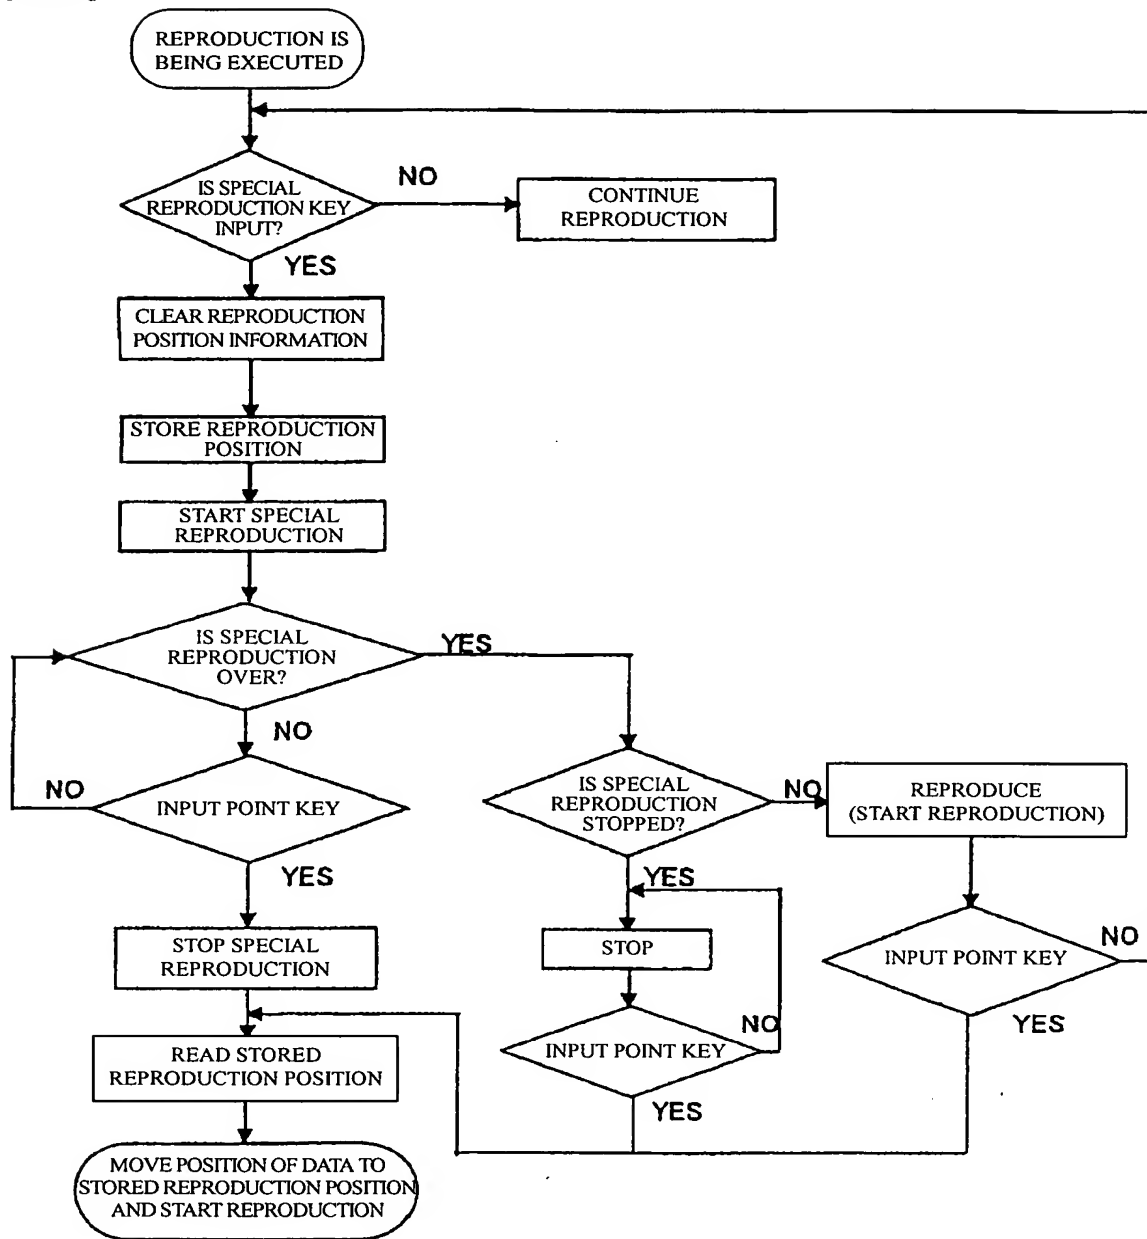 REPRODUCTION IS
BEING EXECUTED
IS SPECIAL
REPRODUCTION KEY
INPUT?
NO
CONTINUE
REPRODUCTION
YES
CLEAR REPRODUCTION
POSITION INFORMATION
STORE REPRODUCTION
POSITION
START SPECIAL
REPRODUCTION
IS SPECIAL
REPRODUCTION
OVER?
YES
NO
NO
INPUT POINT KEY
YES
STOP SPECIAL
REPRODUCTION
IS SPECIAL
REPRODUCTION
STOPPED?
NO
REPRODUCE
(START REPRODUCTION)
YES
STOP
INPUT POINT KEY
NO
YES
INPUT POINT KEY
NO
YES
READ STORED
REPRODUCTION POSITION
MOVE POSITION OF DATA TO
STORED REPRODUCTION POSITION
AND START REPRODUCTION